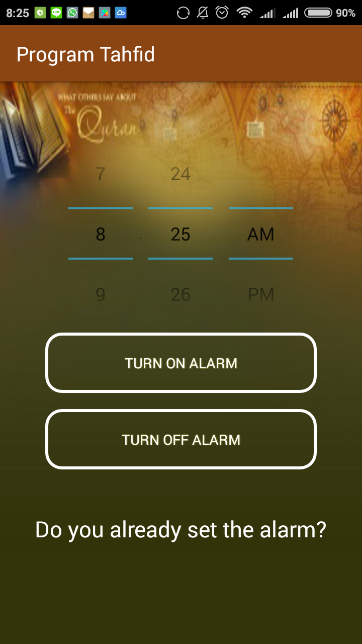 8:25
90%
Program Tahfid
WHAT OTHERS SAY ABOUT
The
Quran
7 24
8 : 25 AM
9 26 PM
TURN ON ALARM
TURN OFF ALARM
Do you already set the alarm?